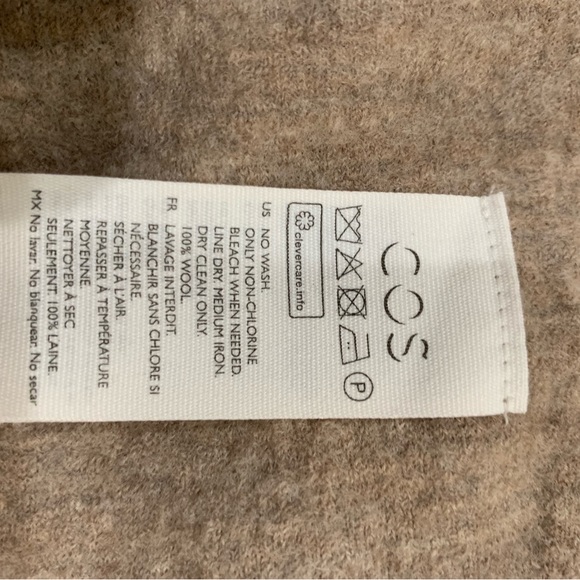 COS
P
clevercare.info
US NO WASH.
ONLY NON-CHLORINE
BLEACH WHEN NEEDED.
LINE DRY. MEDIUM IRON.
DRY CLEAN ONLY.
100% WOOL
FR LAVAGE INTERDIT.
BLANCHIR SANS CHLORE SI
NÉCESSAIRE.
SÉCHER À L'AIR.
REPASSER À TEMPÉRATURE
MOYENNE.
NETTOYER À SEC
SEULEMENT. 100% LAINE.
MX No lavar. No blanquear. No secar